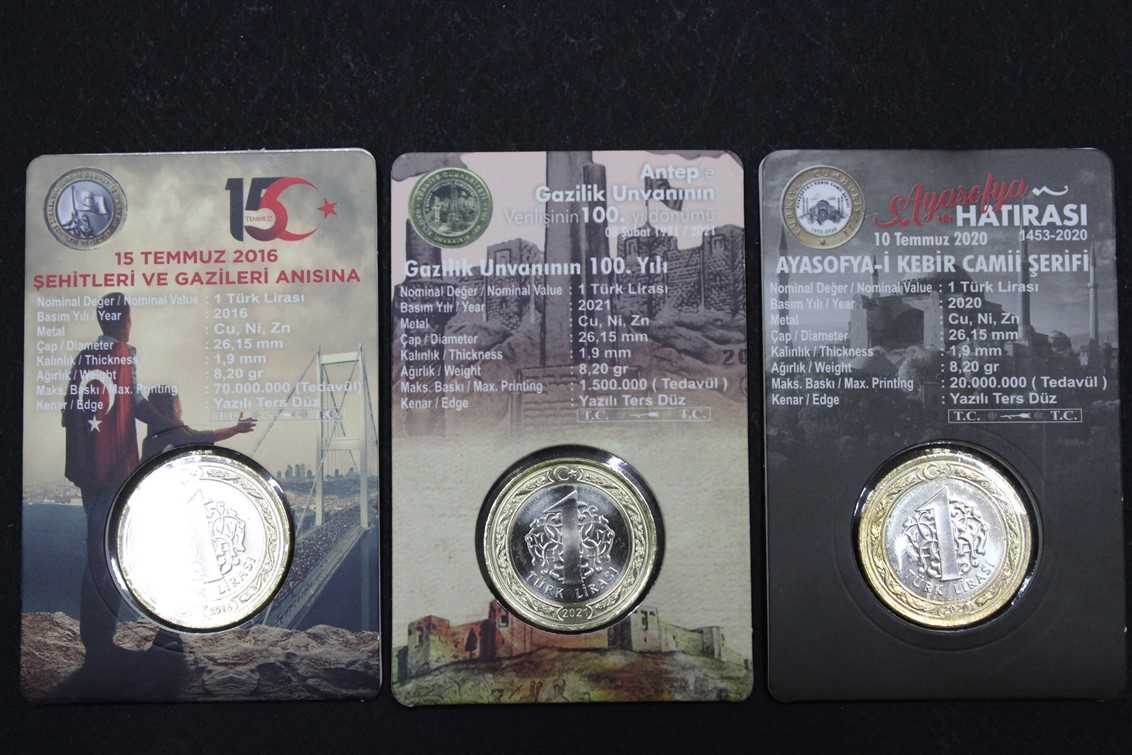 15
TEMMUZ
15 TEMMUZ 2016
ŞEHİTLERİ VE GAZİLERİ ANISINA
Nominal Değer / Nominal Value : 1 Türk Lirası
Basım Yılı / Year : 2016
Metal : Cu, Ni, Zn
Çap / Diameter : 26,15 mm
Kalınlık / Thickness : 1,9 mm
Ağırlık / Weight : 8,20 gr
Maks. Baskı / Max. Printing : 70.000.000 (Tedavül)
Kenar / Edge : Yazılı Ters Düz
1
2016
Antep -
Gazilik Unvanının
Verilişinin 100. yıldönümü
08 Şubat 1921 / 2021
Gazilik Unvanının 100. Yılı
Nominal Değer / Nominal Value : 1 Türk Lirası
Basım Yılı / Year : 2021
Metal : Cu, Ni, Zn
Çap / Diameter : 26,15 mm
Kalınlık / Thickness : 1,9 mm
Ağırlık / Weight : 8,20 gr
Maks. Baskı / Max. Printing : 1.500.000 ( Tedavül )
Kenar / Edge : Yazılı Ters Düz
T.C. T.C.
1
TÜRK LİRASI
2021
Ayasofya
HATIRASI
10 Temmuz 2020 1453-2020
AYASOFYA-İ KEBİR CAMİİ ŞERİFİ
Nominal Değer / Nominal Value : 1 Türk Lirası
Basım Yılı / Year : 2020
Metal : Cu, Ni, Zn
Çap / Diameter : 26,15 mm
Kalınlık / Thickness : 1,9 mm
Ağırlık / Weight : 8,20 gr
Maks. Baskı / Max. Printing : 20.000.000 ( Tedavül )
Kenar / Edge : Yazılı Ters Düz
T.C. T.C.
1
TÜRK LİRASI